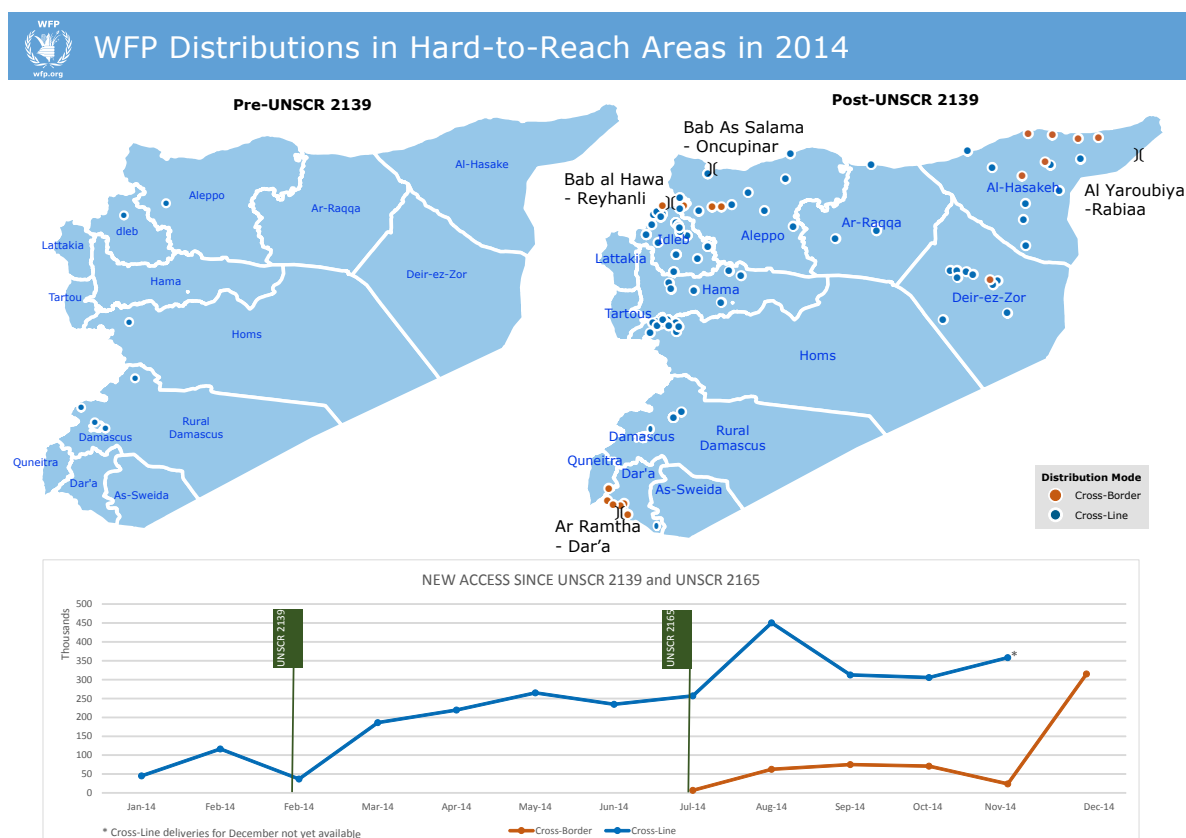 WFP
wfp.org
WFP Distributions in Hard-to-Reach Areas in 2014
Pre-UNSCR 2139
Al-Hasake
Aleppo
Ar-Raqqa
dleb
Lattakia
Hama
Deir-ez-Zor
Tartou
Homs
Rural
Damascus
Damascus
Quneitra
Dar'a
As-Sweida
Post-UNSCR 2139
Bab As Salama
- Oncupinar
Bab al Hawa
- Reyhanli
Al-Hasakeh
Al Yaroubiya
-Rabiaa
Ar-Raqqa
Aleppo
Idleb
Lattakia
Hama
Deir-ez-Zor
Tartous
Homs
Damascus
Rural
Damascus
Quneitra
Dar'a
As-Sweida
Ar Ramtha
- Dar’a
Distribution Mode
Cross-Border
Cross-Line
NEW ACCESS SINCE UNSCR 2139 and UNSCR 2165
Thousands
500
450
400
350
300
250
200
150
100
50
0
UNSCR 2139
UNSCR 2165
*
Jan-14
Feb-14
Feb-14
Mar-14
Apr-14
May-14
Jun-14
Jul-14
Aug-14
Sep-14
Oct-14
Nov-14
Dec-14
* Cross-Line deliveries for December not yet available
Cross-Border
Cross-Line